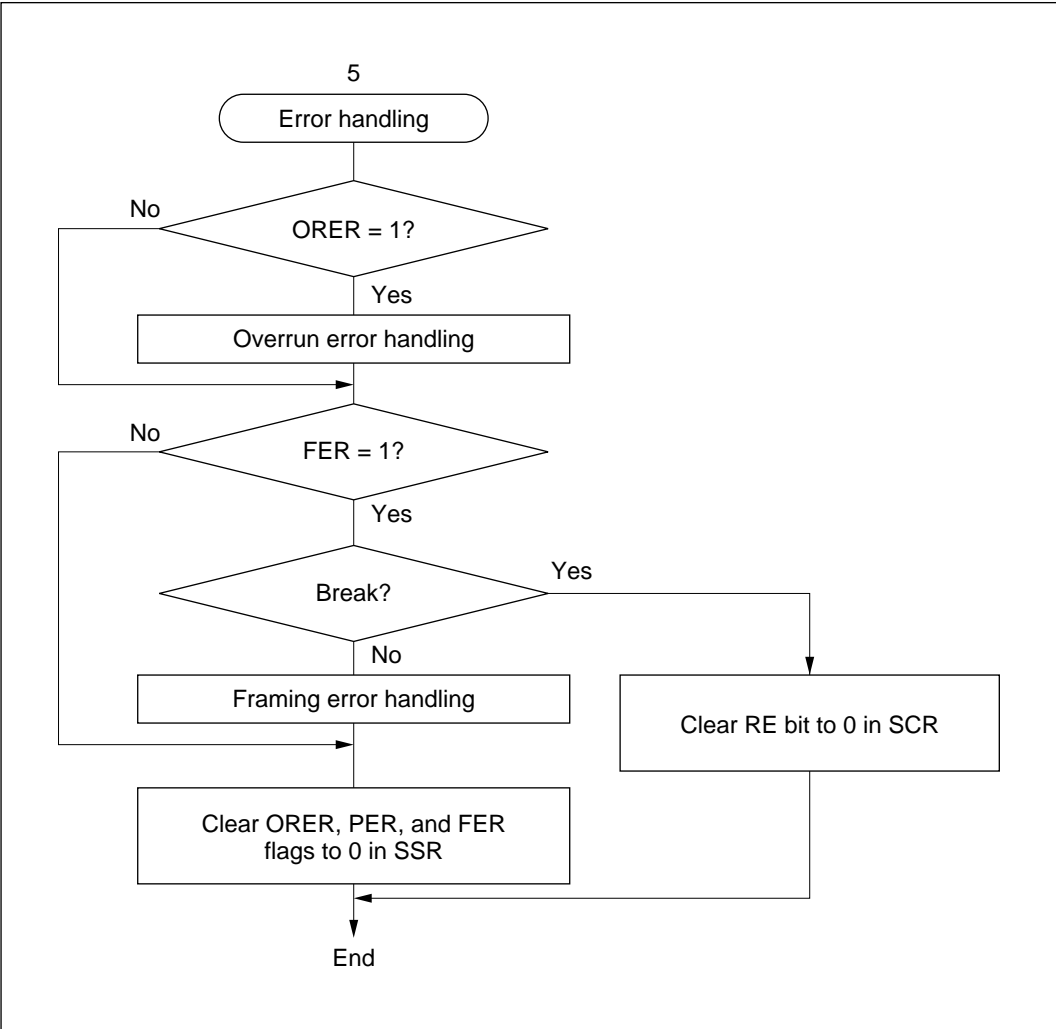 5
Error handling
No
ORER = 1?
Yes
Overrun error handling
No
FER = 1?
Yes
Break?
Yes
No
Framing error handling
Clear RE bit to 0 in SCR
Clear ORER, PER, and FER
flags to 0 in SSR
End